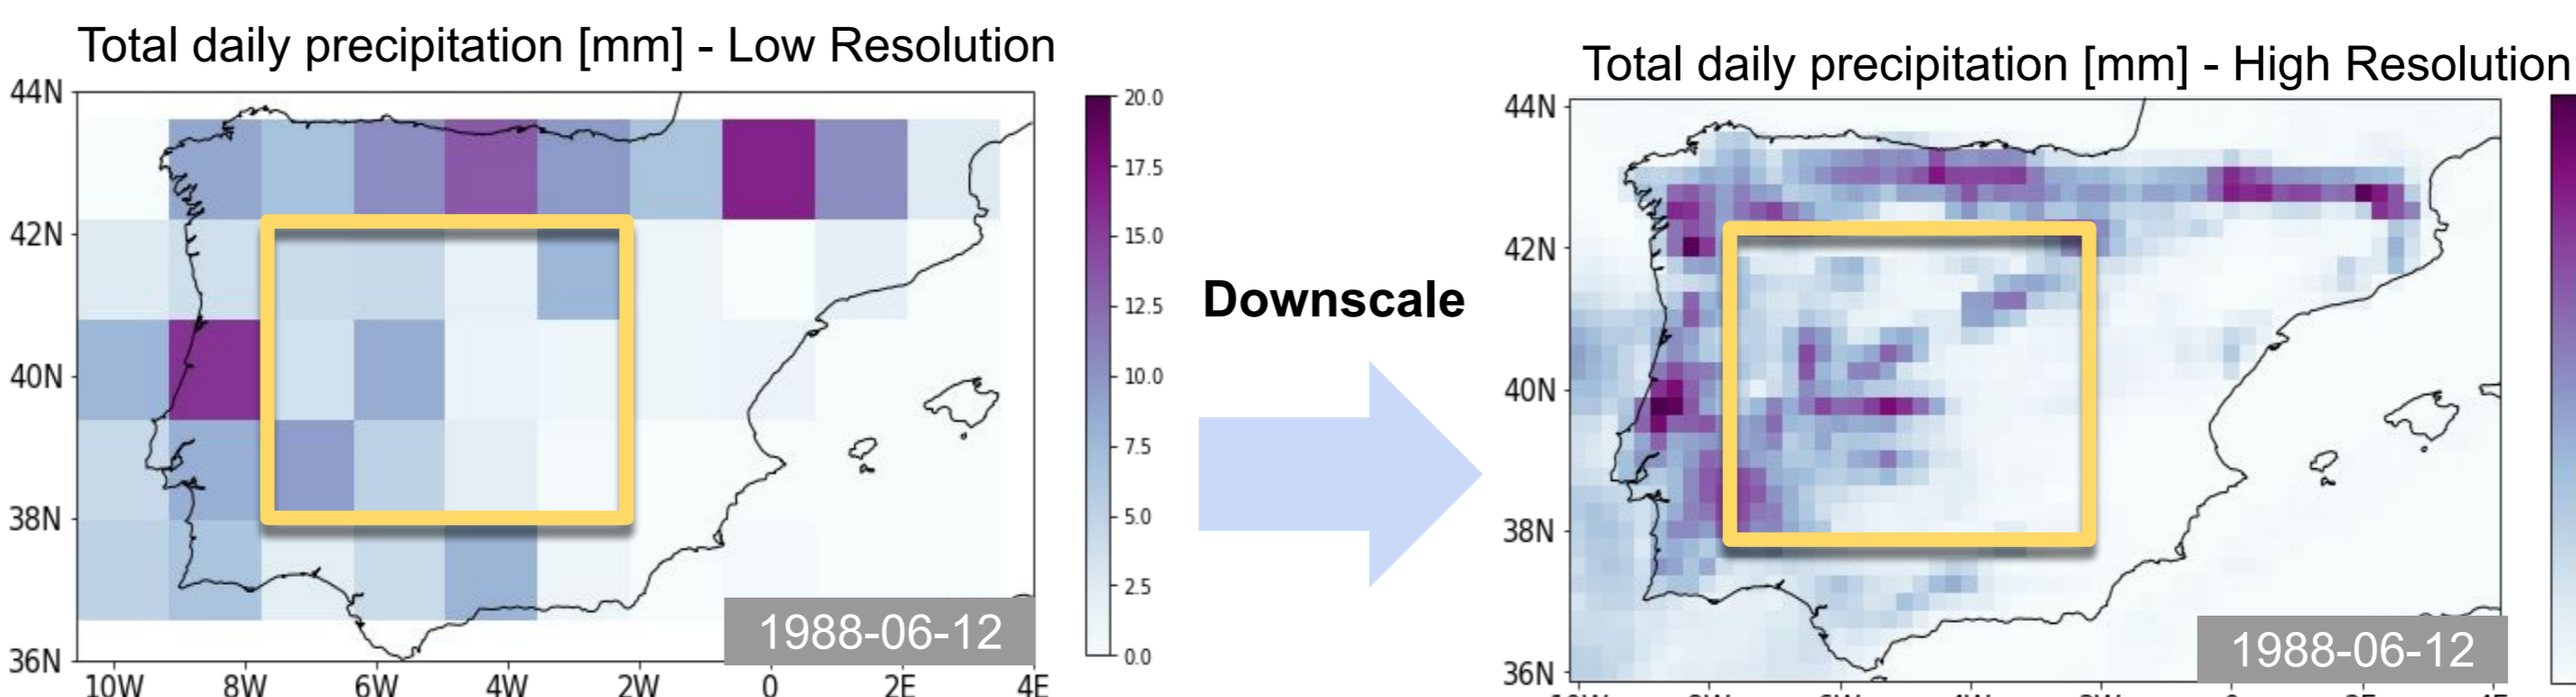 Total daily precipitation [mm] - Low Resolution
44N
42N
40N
38N
36N
10W 8W 6W 4W 2W 0 2E 4E
20.0
17.5
15.0
12.5
10.0
7.5
5.0
2.5
0.0
1988-06-12
Downscale
Total daily precipitation [mm] - High Resolution
44N
42N
40N
38N
36N
1988-06-12